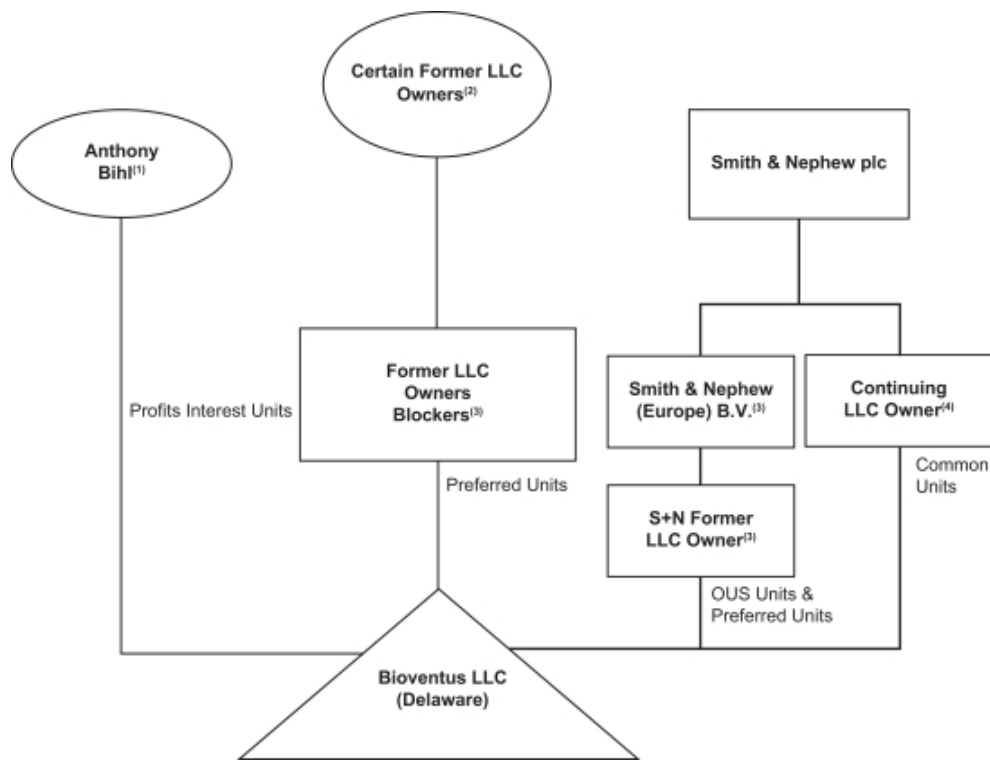 Certain Former LLC
Owners(2)
Anthony
Bihl(1)
Smith & Nephew plc
Former LLC
Owners
Blockers(3)
Smith & Nephew
(Europe) B.V.(3)
Continuing
LLC Owner(4)
Profits Interest Units
Preferred Units
Common
Units
S+N Former
LLC Owner(3)
OUS Units &
Preferred Units
Bioventus LLC
(Delaware)